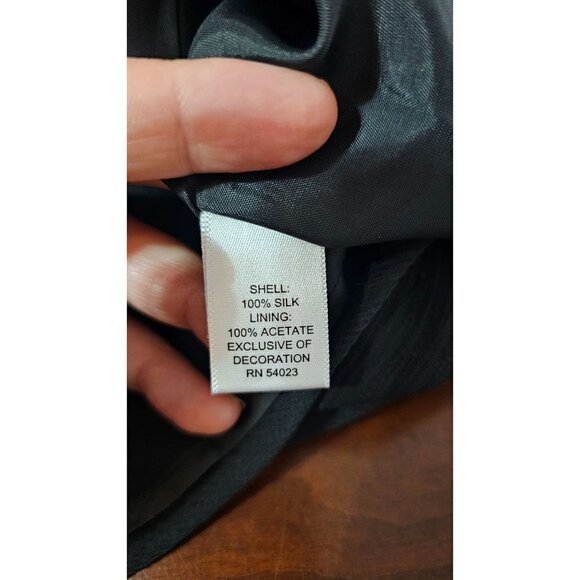 SHELL:
100% SILK
LINING:
100% ACETATE
EXCLUSIVE OF
DECORATION
RN 54023